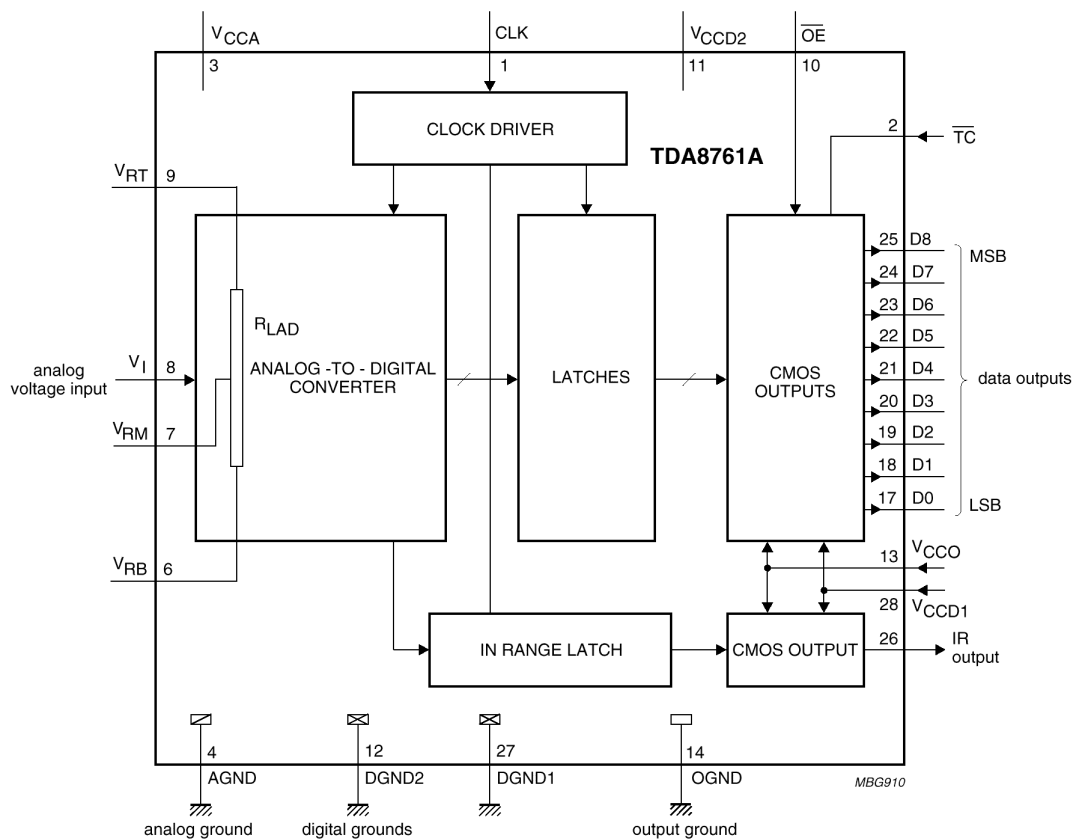 VCCA
CLK
VCCD2
OE
3
1
11
10
CLOCK DRIVER
2
TC
TDA8761A
VRT
9
25
D8
MSB
24
D7
23
D6
RLAD
22
D5
analog
voltage input
VI
8
ANALOG -TO - DIGITAL
CONVERTER
LATCHES
CMOS
OUTPUTS
21
D4
data outputs
20
D3
VRM
7
19
D2
18
D1
17
D0
LSB
VRB
6
13
VCCO
28
VCCD1
IN RANGE LATCH
CMOS OUTPUT
26
IR
output
4
12
27
14
AGND
DGND2
DGND1
OGND
MBG910
analog ground
digital grounds
output ground